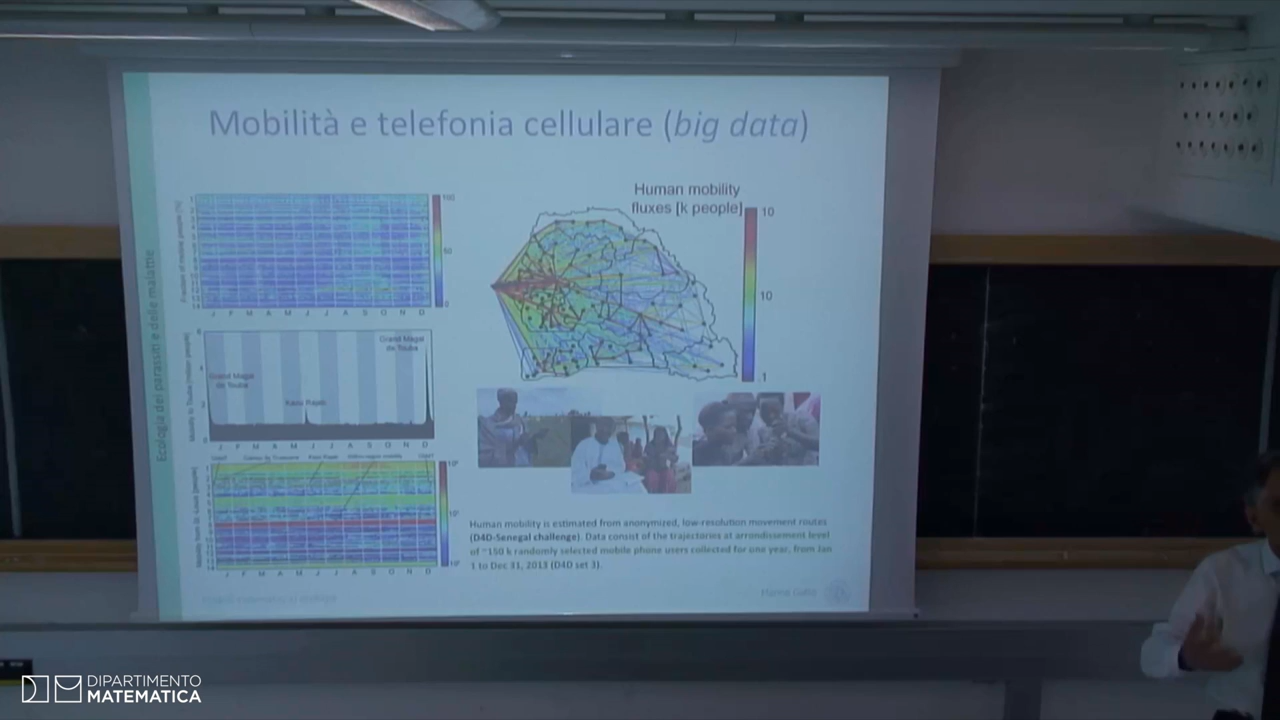 Mobilità e telefonia cellulare (big data)
Ecologia dei parassiti e delle malattie
Human mobility
fluxes [k people]
10
10
1
100
50
0
J F M A M J J A S O N D
Grand Magal
de Touba
Grand Magal
de Touba
Kazu Rajab
J F M A M J J A S O N D
J F M A M J J A S O N D
Human mobility is estimated from anonymized, low-resolution movement routes
(D4D-Senegal challenge). Data consist of the trajectories at arrondissement level
of ~150 k randomly selected mobile phone users collected for one year, from Jan
1 to Dec 31, 2013 (D4D set 3).
DIPARTIMENTO
MATEMATICA